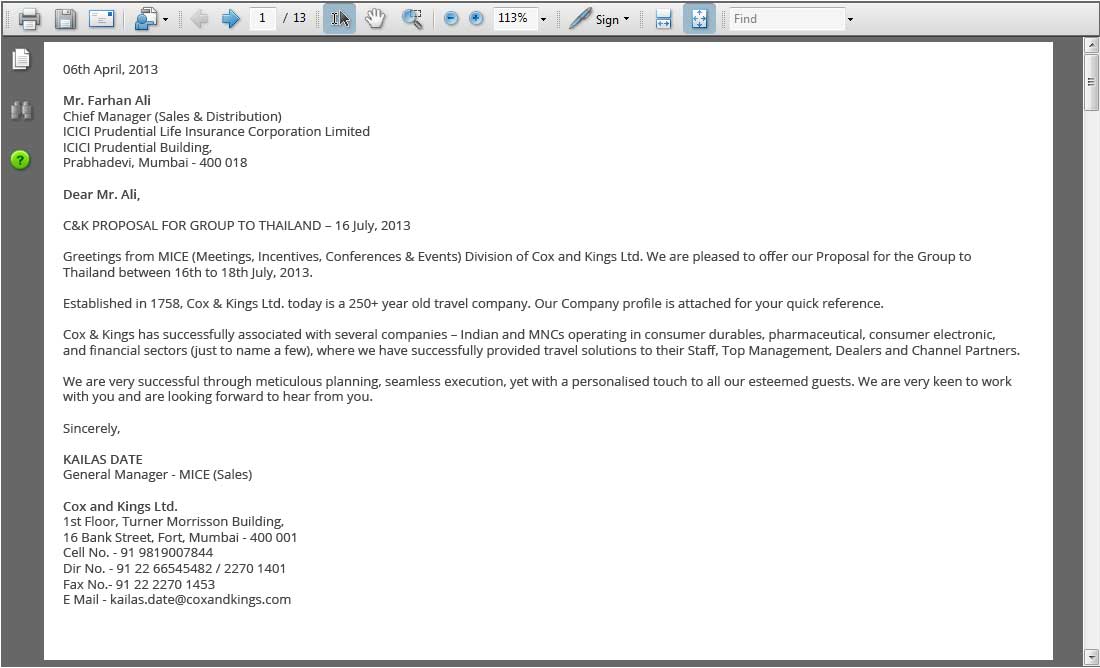 1 / 13 113% Sign Find
06th April, 2013
Mr. Farhan Ali
Chief Manager (Sales & Distribution)
ICICI Prudential Life Insurance Corporation Limited
ICICI Prudential Building,
Prabhadevi, Mumbai - 400 018
Dear Mr. Ali,
C&K PROPOSAL FOR GROUP TO THAILAND – 16 July, 2013
Greetings from MICE (Meetings, Incentives, Conferences & Events) Division of Cox and Kings Ltd. We are pleased to offer our Proposal for the Group to
Thailand between 16th to 18th July, 2013.
Established in 1758, Cox & Kings Ltd. today is a 250+ year old travel company. Our Company profile is attached for your quick reference.
Cox & Kings has successfully associated with several companies – Indian and MNCs operating in consumer durables, pharmaceutical, consumer electronic,
and financial sectors (just to name a few), where we have successfully provided travel solutions to their Staff, Top Management, Dealers and Channel Partners.
We are very successful through meticulous planning, seamless execution, yet with a personalised touch to all our esteemed guests. We are very keen to work
with you and are looking forward to hear from you.
Sincerely,
KAILAS DATE
General Manager - MICE (Sales)
Cox and Kings Ltd.
1st Floor, Turner Morrisson Building,
16 Bank Street, Fort, Mumbai - 400 001
Cell No. - 91 9819007844
Dir No. - 91 22 66545482 / 2270 1401
Fax No.- 91 22 2270 1453
E Mail - kailas.date@coxandkings.com